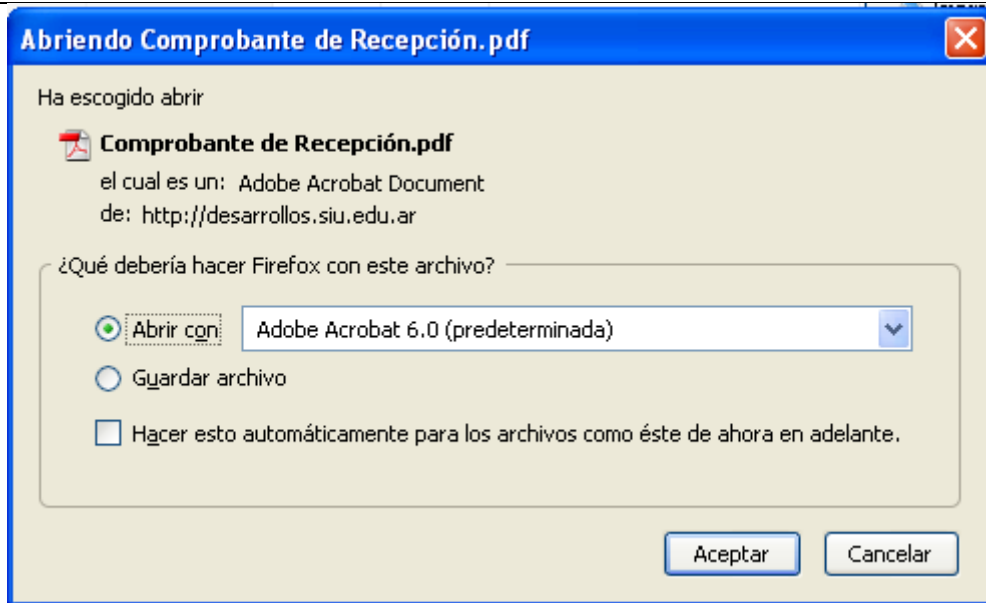 Abriendo Comprobante de Recepción.pdf
Ha escogido abrir
Comprobante de Recepción.pdf
el cual es un: Adobe Acrobat Document
de: http://desarrollos.siu.edu.ar
¿Qué debería hacer Firefox con este archivo?
Abrir con Adobe Acrobat 6.0 (predeterminada)
Guardar archivo
Hacer esto automáticamente para los archivos como éste de ahora en adelante.
Aceptar Cancelar